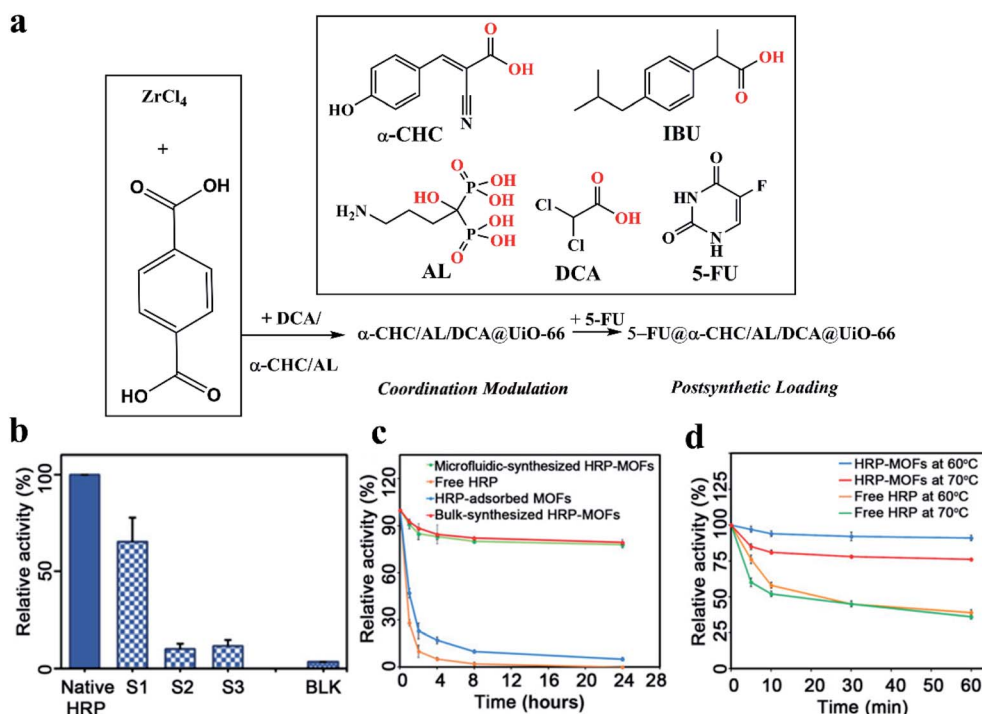 a
ZrCl4
+
O
OH
HO
O
O
OH
HO
N
α-CHC
OH
O
IBU
O
OH
P
OH
HO
H2N
OH
P
OH
O
AL
O
Cl
OH
Cl
DCA
O
F
HN
O
N
H
5-FU
+ DCA/
α-CHC/AL
α-CHC/AL/DCA@UiO-66
+ 5-FU
5–FU@α-CHC/AL/DCA@UiO-66
Coordination Modulation
Postsynthetic Loading
b
Relative activity (%)
100
50
0
Native HRP
S1
S2
S3
BLK
c
Relative activity (%)
120
90
60
30
0
Microfluidic-synthesized HRP-MOFs
Free HRP
HRP-adsorbed MOFs
Bulk-synthesized HRP-MOFs
0 4 8 12 16 20 24 28
Time (hours)
d
Relative activity (%)
125
100
75
50
25
0
HRP-MOFs at 60°C
HRP-MOFs at 70°C
Free HRP at 60°C
Free HRP at 70°C
0 10 20 30 40 50 60
Time (min)